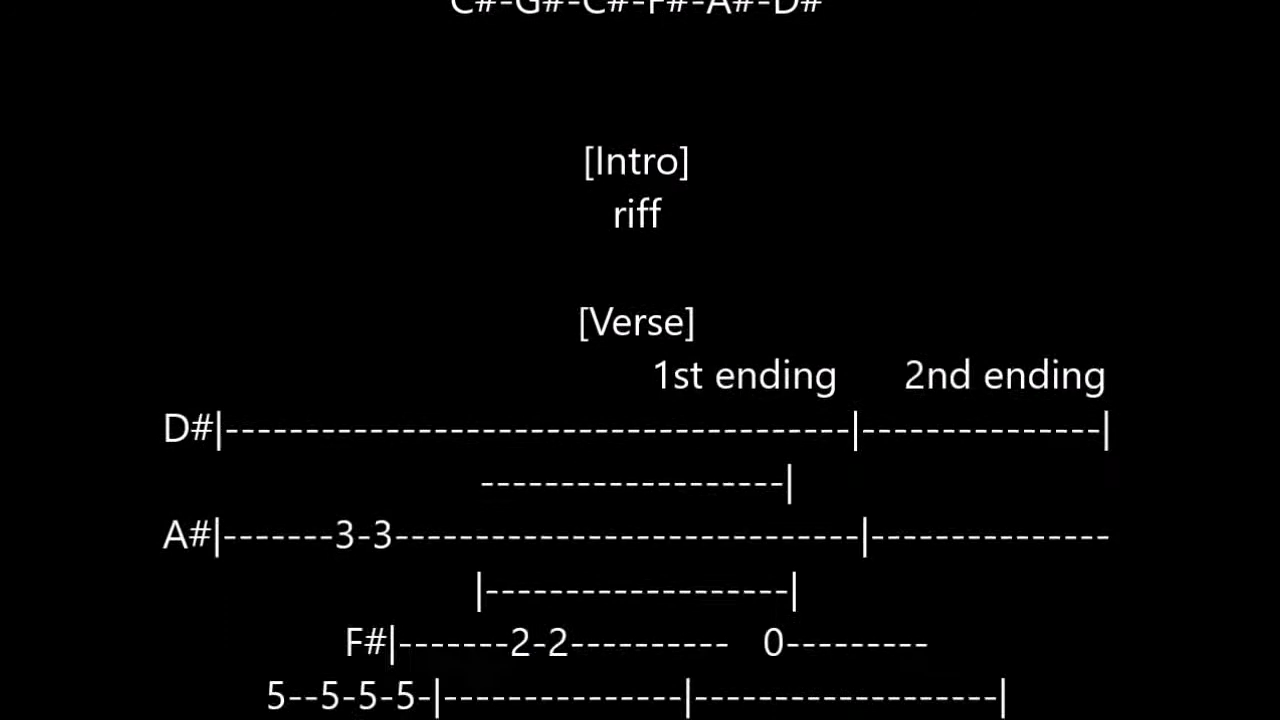 C#-G#-C#-F#-A#-D#
[Intro]
riff
[Verse]
1st ending 2nd ending
D#|---------------------------------------|---------------|
-------------------|
A#|-------3-3-----------------------------|---------------
|-------------------|
F#|-------2-2---------- 0---------
5--5-5-5-|---------------|-------------------|